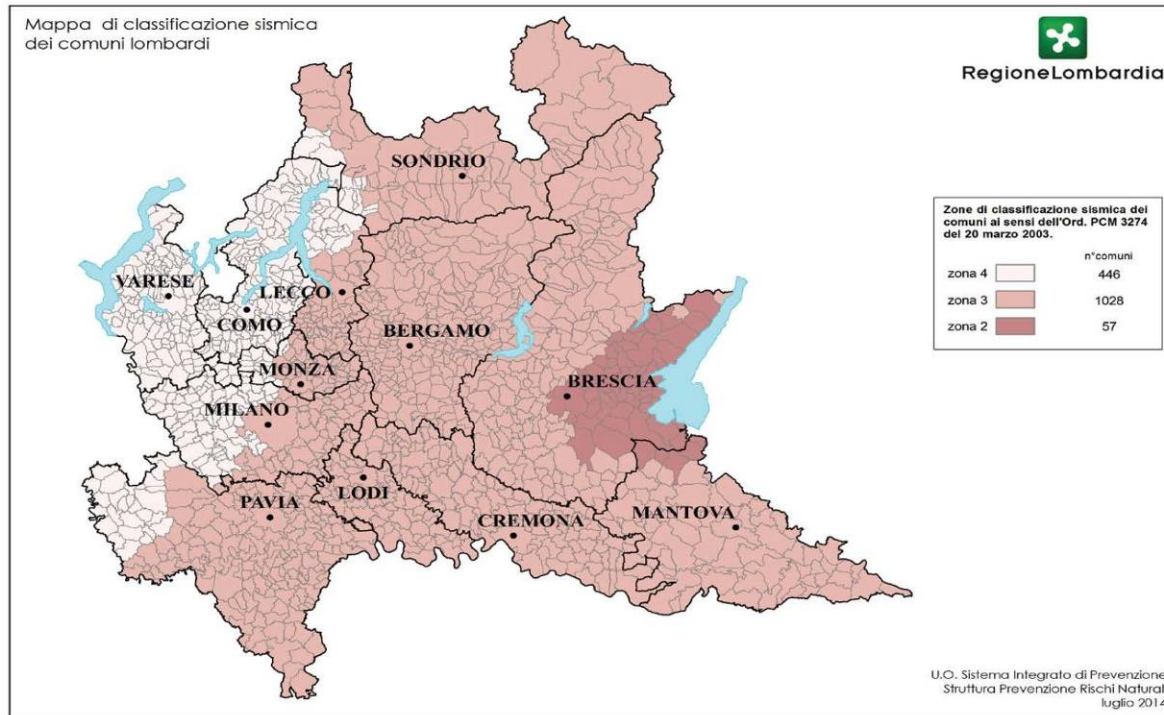 Mappa di classificazione sismica
dei comuni lombardi
RegioneLombardia
SONDRIO
Zone di classificazione sismica dei
comuni ai sensi dell'Ord. PCM 3274
del 20 marzo 2003.
n°comuni
zona 4 446
zona 3 1028
zona 2 57
VARESE
LECCO
COMO
BERGAMO
MONZA
BRESCIA
MILANO
LODI
PAVIA
CREMONA
MANTOVA
U.O. Sistema Integrato di Prevenzione
Struttura Prevenzione Rischi Natural
luglio 2014